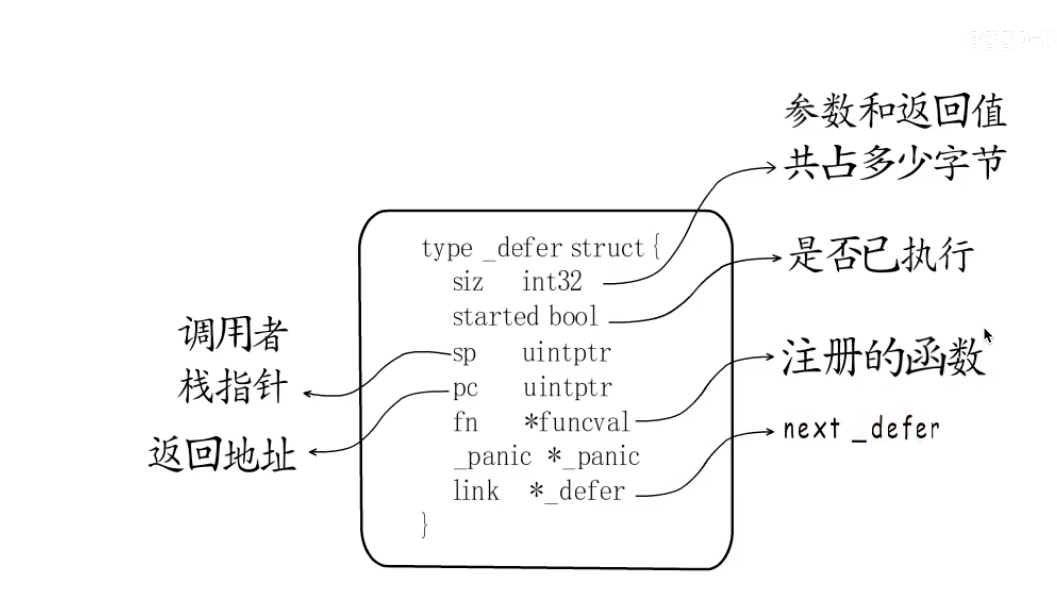 参数和返回值
共占多少字节
type _defer struct {
siz int32
started bool
是否已执行
sp uintptr
调用者
栈指针
pc uintptr
返回地址
fn *funcval
注册的函数
_panic *_panic
link *_defer
next _defer
}